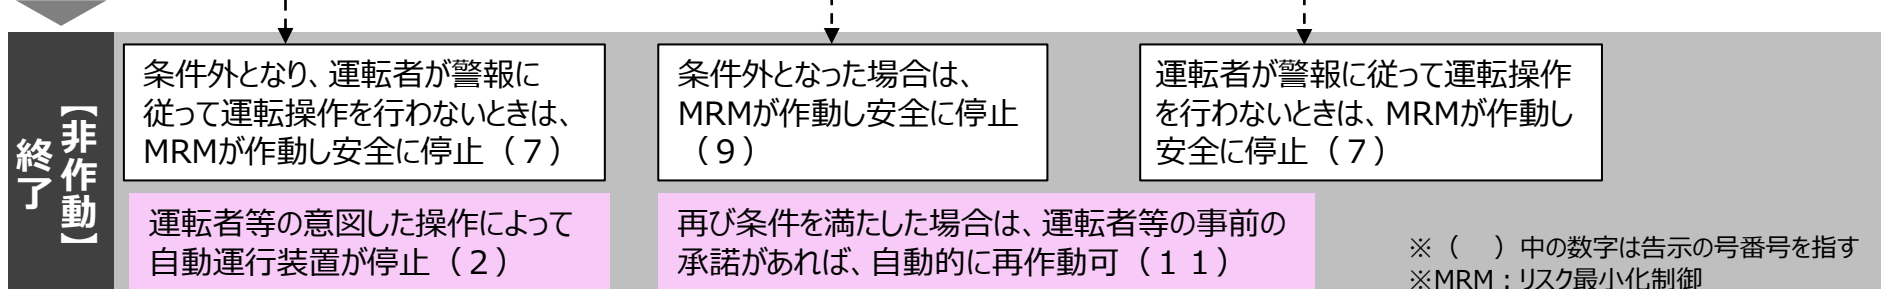 【非作動】
終了
条件外となり、運転者が警報に
従って運転操作を行わないときは、
MRMが作動し安全に停止（７）
条件外となった場合は、
MRMが作動し安全に停止
（９）
運転者が警報に従って運転操作
を行わないときは、MRMが作動し
安全に停止（７）
運転者等の意図した操作によって
自動運行装置が停止（２）
再び条件を満たした場合は、運転者等の事前の
承諾があれば、自動的に再作動可（１１）
※（　）中の数字は告示の号番号を指す
※MRM：リスク最小化制御